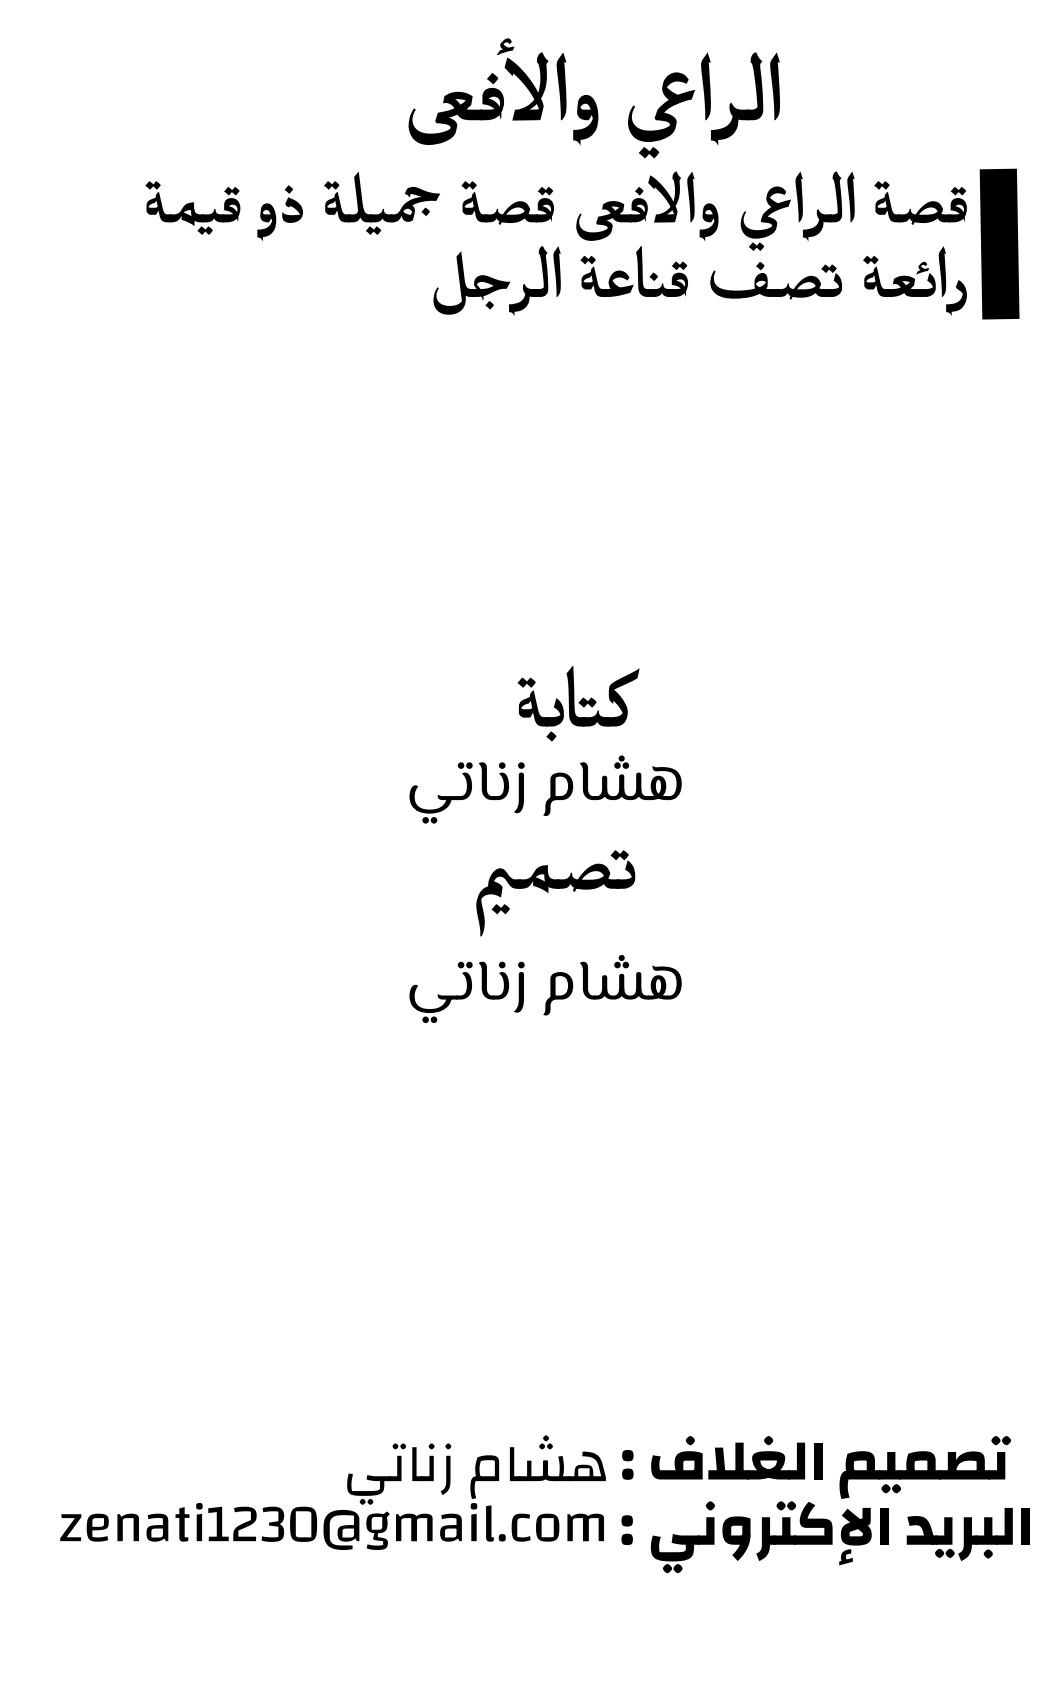 الراعي والأفعى
قصة الراعي والافعى قصة جميلة ذو قيمة
رائعة تصف قناعة الرجل
كتابة
هشام زناتي
تصميم
هشام زناتي
تصميم الغلاف : هشام زناتي
البريد الإكتروني : zenati1230@gmail.com